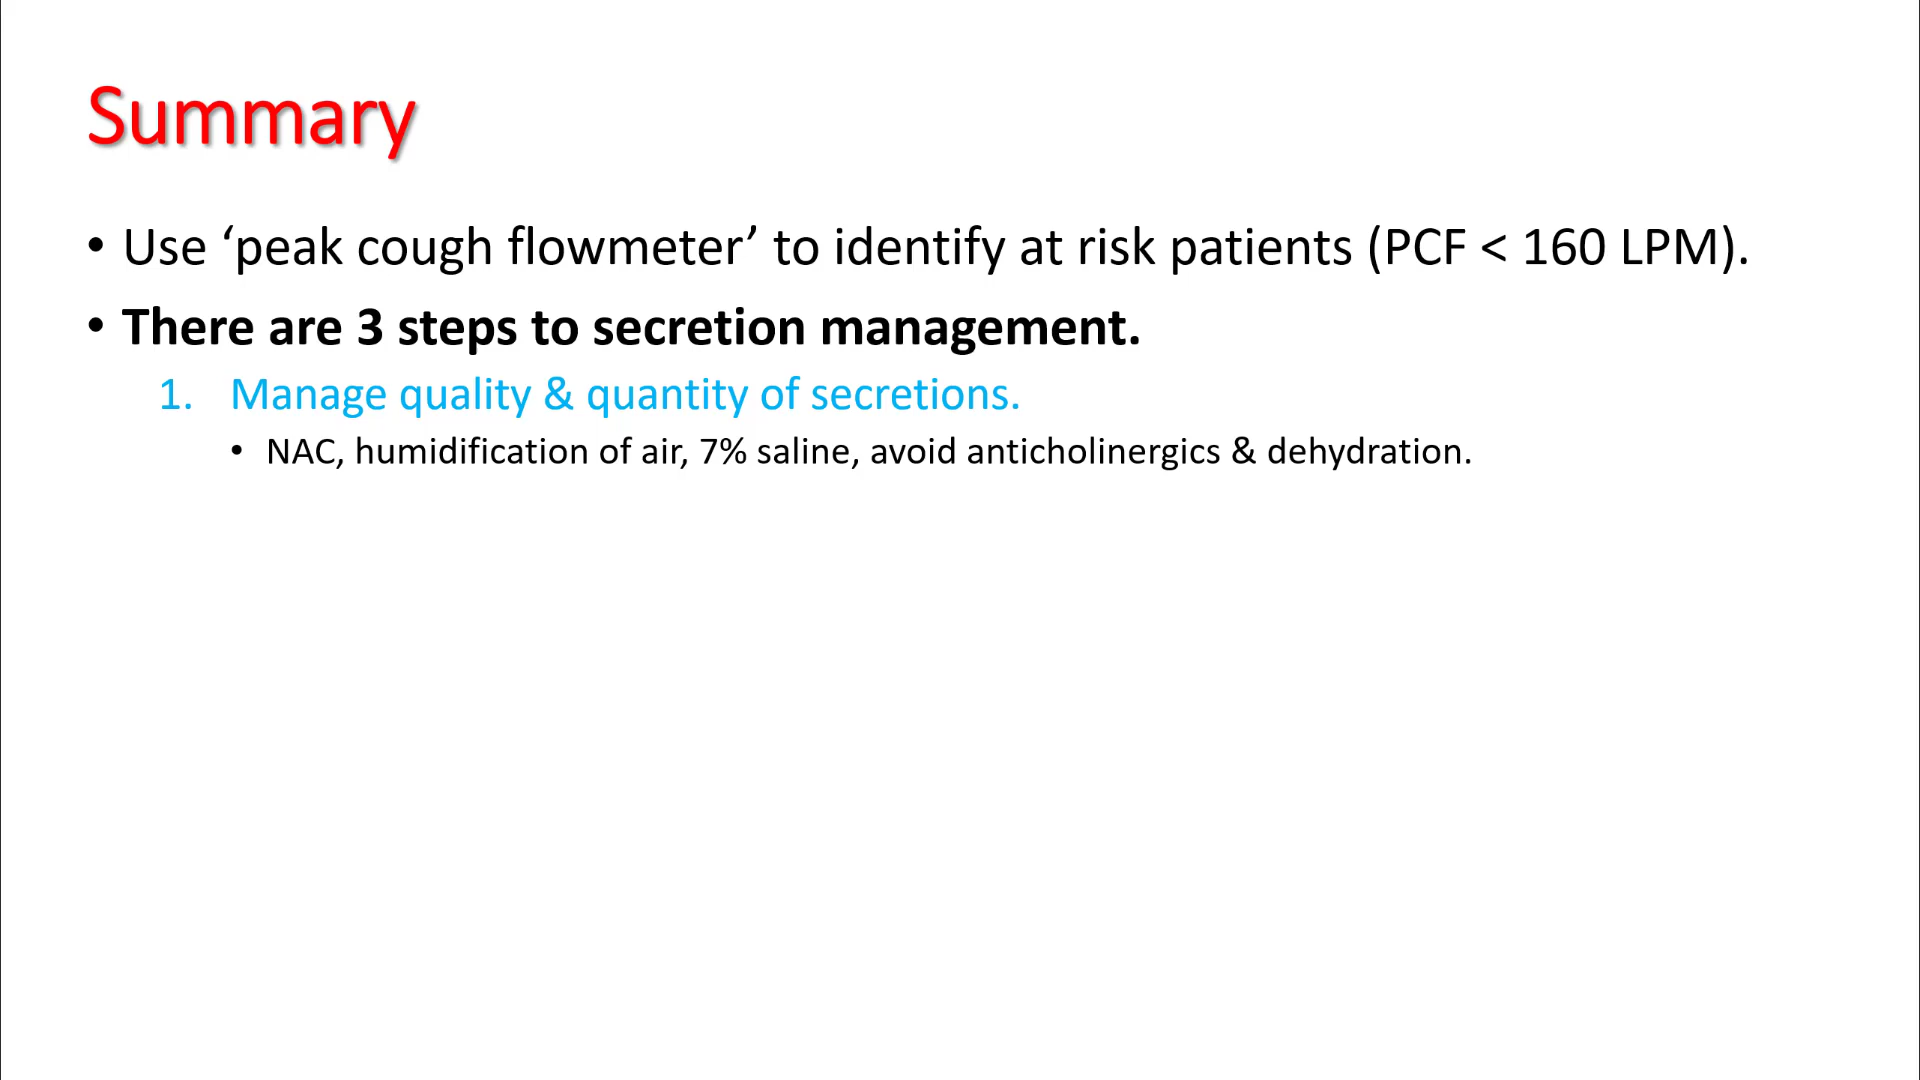 Summary
• Use ‘peak cough flowmeter’ to identify at risk patients (PCF < 160 LPM).
• There are 3 steps to secretion management.
1. Manage quality & quantity of secretions.
• NAC, humidification of air, 7% saline, avoid anticholinergics & dehydration.